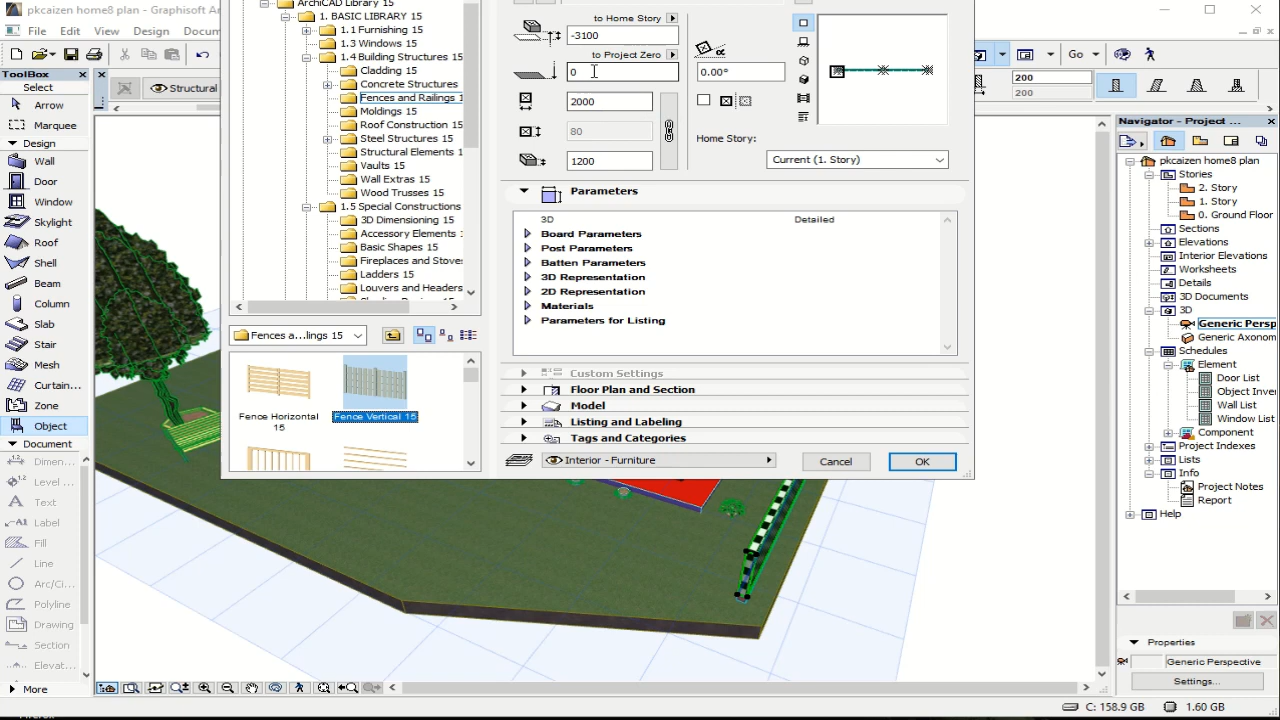 pkcaizen home8 plan - Graphisoft Ar
File
Edit
View
Design
Docum
Go
ToolBox
Select
Arrow
Marquee
Design
Wall
Door
Window
Skylight
Roof
Shell
Beam
Column
Slab
Stair
Mesh
Curtain...
Zone
Object
Document
Dimen...
Level ...
Text
Label
Fill
Line
Arc/Ci...
Polyline
Drawing
Section
Elevat...
More
Structural
ArchiCAD Library 15
1. BASIC LIBRARY 15
1.1 Furnishing 15
1.3 Windows 15
1.4 Building Structures 15
Cladding 15
Concrete Structures
Fences and Railings 1
Moldings 15
Roof Construction 15
Steel Structures 15
Structural Elements 1
Vaults 15
Wall Extras 15
Wood Trusses 15
1.5 Special Constructions
3D Dimensioning 15
Accessory Elements
Basic Shapes 15
Fireplaces and Stoves
Ladders 15
Louvers and Headers
Fences a...lings 15
Fence Horizontal 15
Fence Vertical 15
to Home Story
-3100
to Project Zero
0
2000
80
1200
0.00°
Home Story:
Current (1. Story)
Parameters
3D Detailed
Board Parameters
Post Parameters
Batten Parameters
3D Representation
2D Representation
Materials
Parameters for Listing
Custom Settings
Floor Plan and Section
Model
Listing and Labeling
Tags and Categories
Interior - Furniture
Cancel
OK
200
200
Navigator - Project ...
pkcaizen home8 plan
Stories
2. Story
1. Story
0. Ground Floor
Sections
Elevations
Interior Elevations
Worksheets
Details
3D Documents
3D
Generic Persp
Generic Axonom
Schedules
Element
Door List
Object Inver
Wall List
Window List
Component
Project Indexes
Lists
Info
Project Notes
Report
Help
Properties
Generic Perspective
Settings...
C: 158.9 GB
1.60 GB